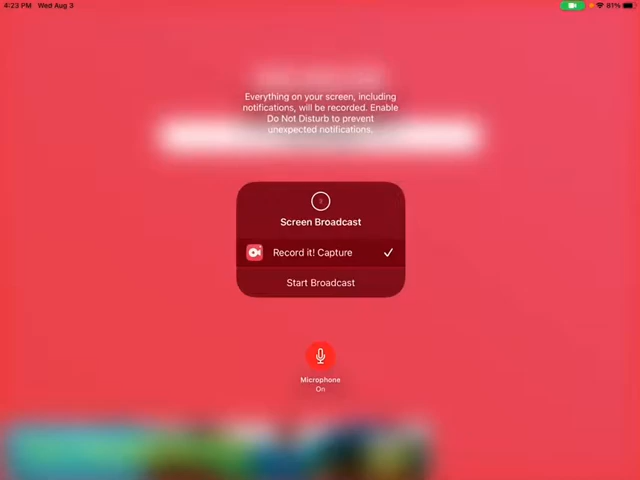 4:23 PM Wed Aug 3
81%
Everything on your screen, including
notifications, will be recorded. Enable
Do Not Disturb to prevent
unexpected notifications.
Screen Broadcast
Record it! Capture
Start Broadcast
Microphone
On